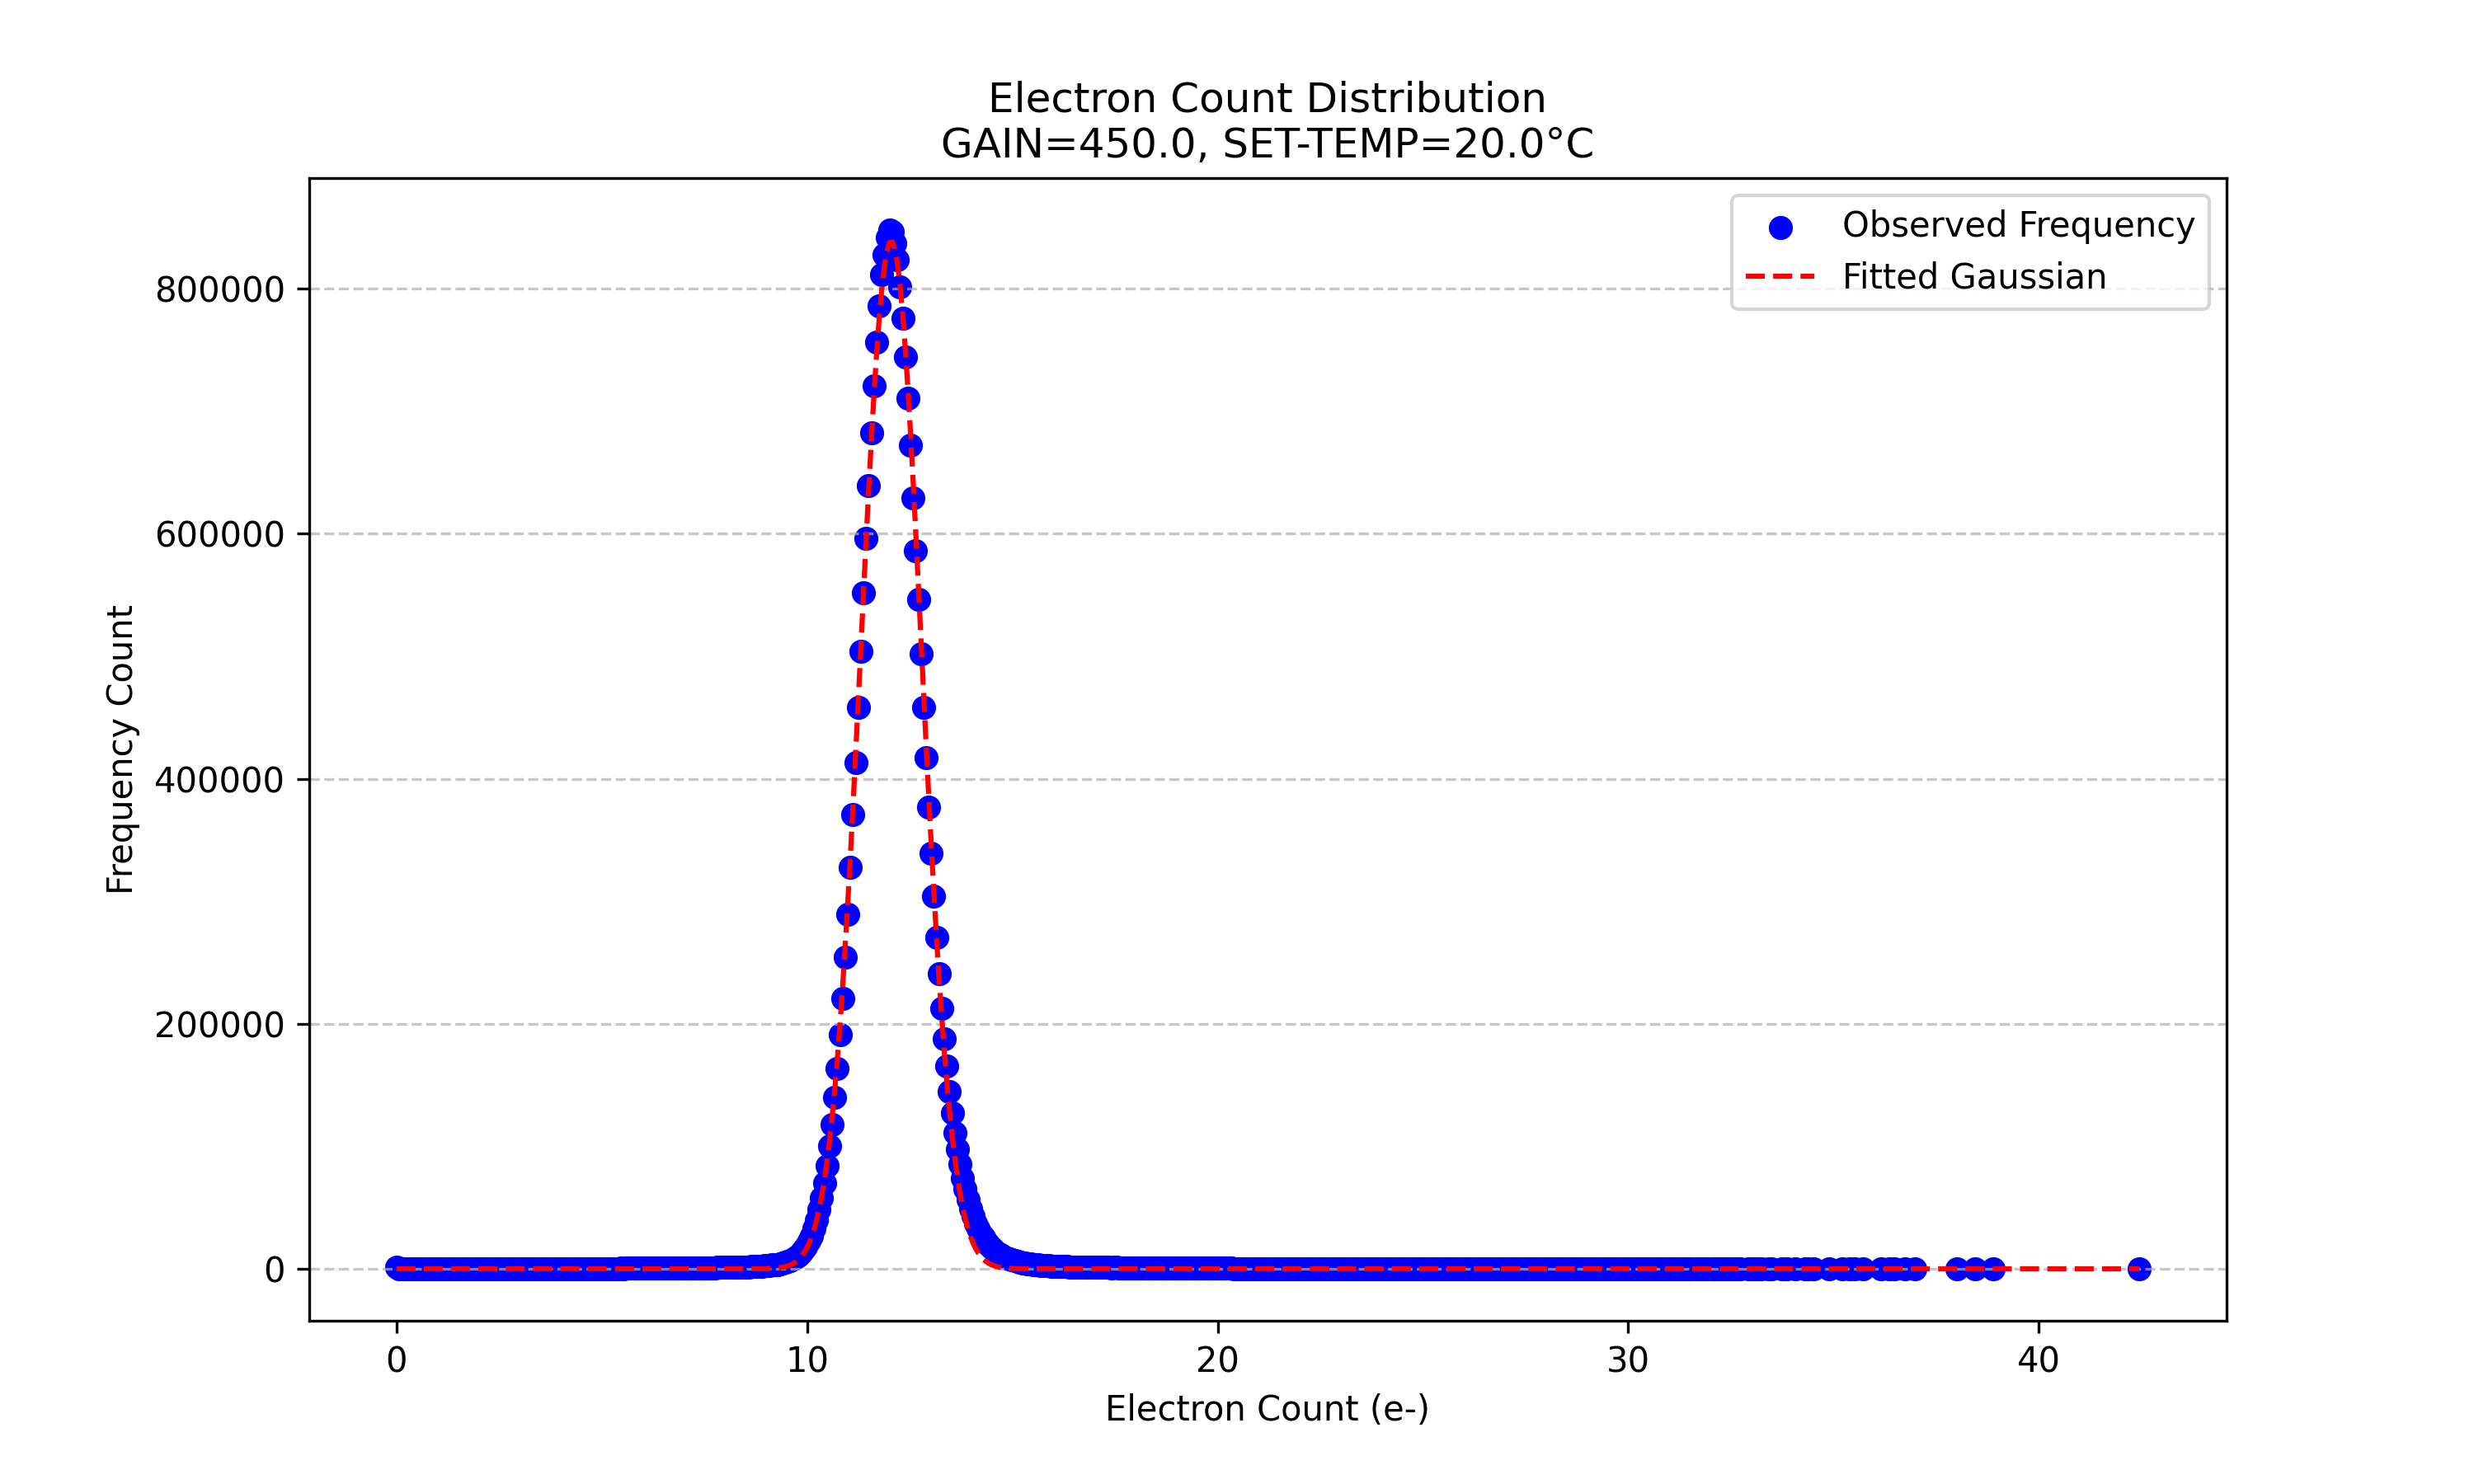 Electron Count Distribution
GAIN=450.0, SET-TEMP=20.0°C
Observed Frequency
Fitted Gaussian
800000
600000
400000
200000
0
Frequency Count
0 10 20 30 40
Electron Count (e-)